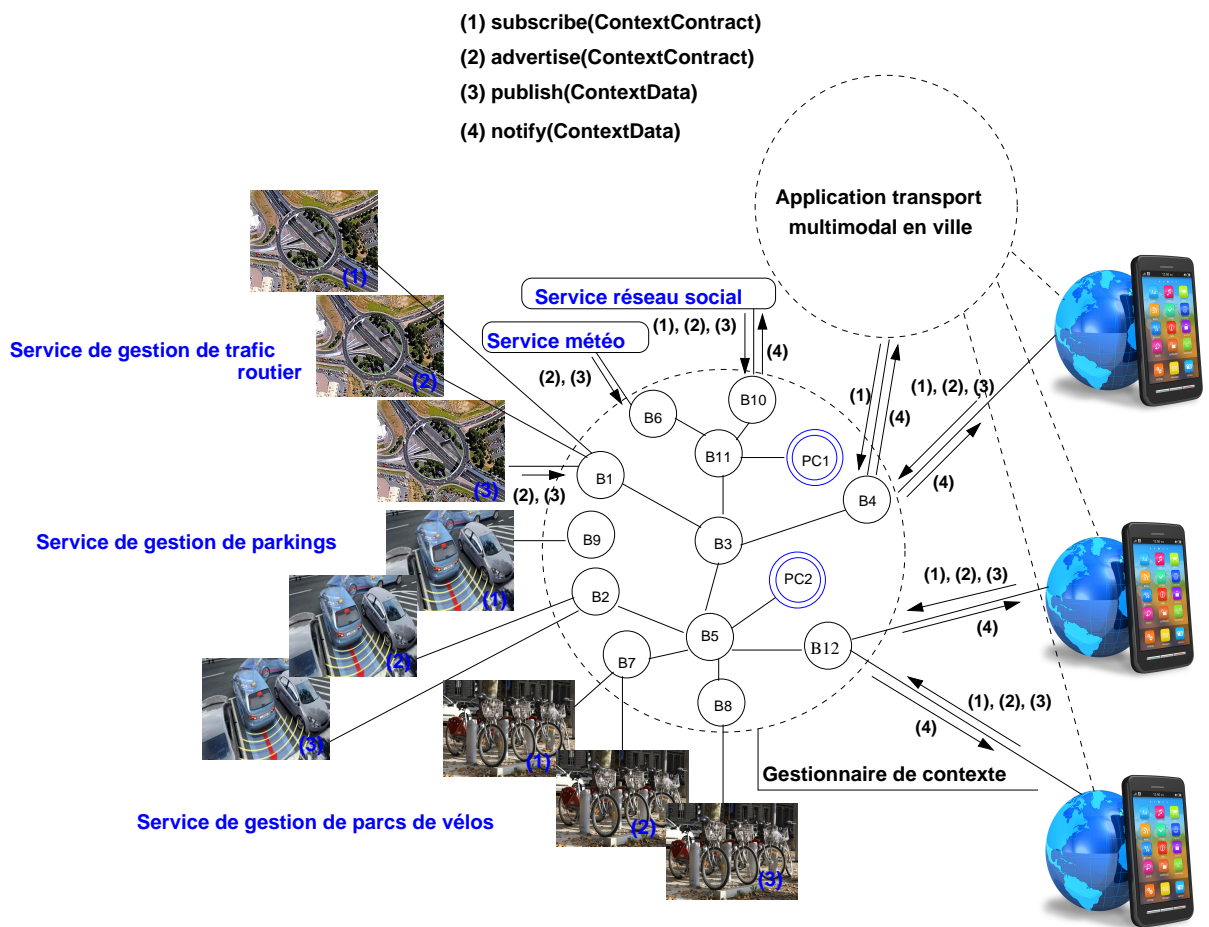 (1) subscribe(ContextContract)
(2) advertise(ContextContract)
(3) publish(ContextData)
(4) notify(ContextData)
Application transport
multimodal en ville
(1)
Service réseau social
(1), (2), (3)
(4)
Service météo
(2), (3)
Service de gestion de trafic
routier
(2)
(3)
(2), (3)
B6
B10
B11
PC1
B1
B4
(1)
(4)
(1), (2), (3)
(4)
Service de gestion de parkings
B9
B3
PC2
(1)
B2
(2)
(3)
B5
B7
B12
B8
(1), (2), (3)
(4)
(1), (2), (3)
(4)
Gestionnaire de contexte
Service de gestion de parcs de vélos
(1)
(2)
(3)